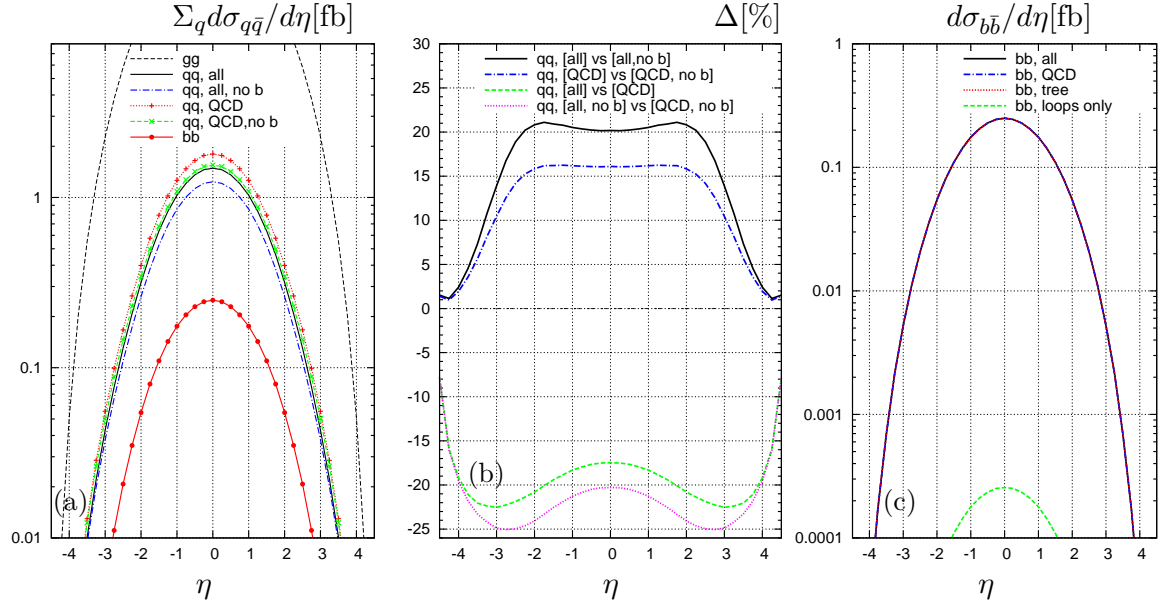 Σ_q dσ_{qq̄}/dη[fb]
gg
qq, all
qq, all, no b
qq, QCD
qq, QCD,no b
bb
1
0.1
0.01
(a)
-4 -3 -2 -1 0 1 2 3 4
η
Δ[%]
qq, [all] vs [all,no b]
qq, [QCD] vs [QCD, no b]
qq, [all] vs [QCD]
qq, [all, no b] vs [QCD, no b]
30
25
20
15
10
5
0
-5
-10
-15
-20
-25
(b)
-4 -3 -2 -1 0 1 2 3 4
η
dσ_{bb̄}/dη[fb]
bb, all
bb, QCD
bb, tree
bb, loops only
1
0.1
0.01
0.001
0.0001
(c)
-4 -3 -2 -1 0 1 2 3 4
η